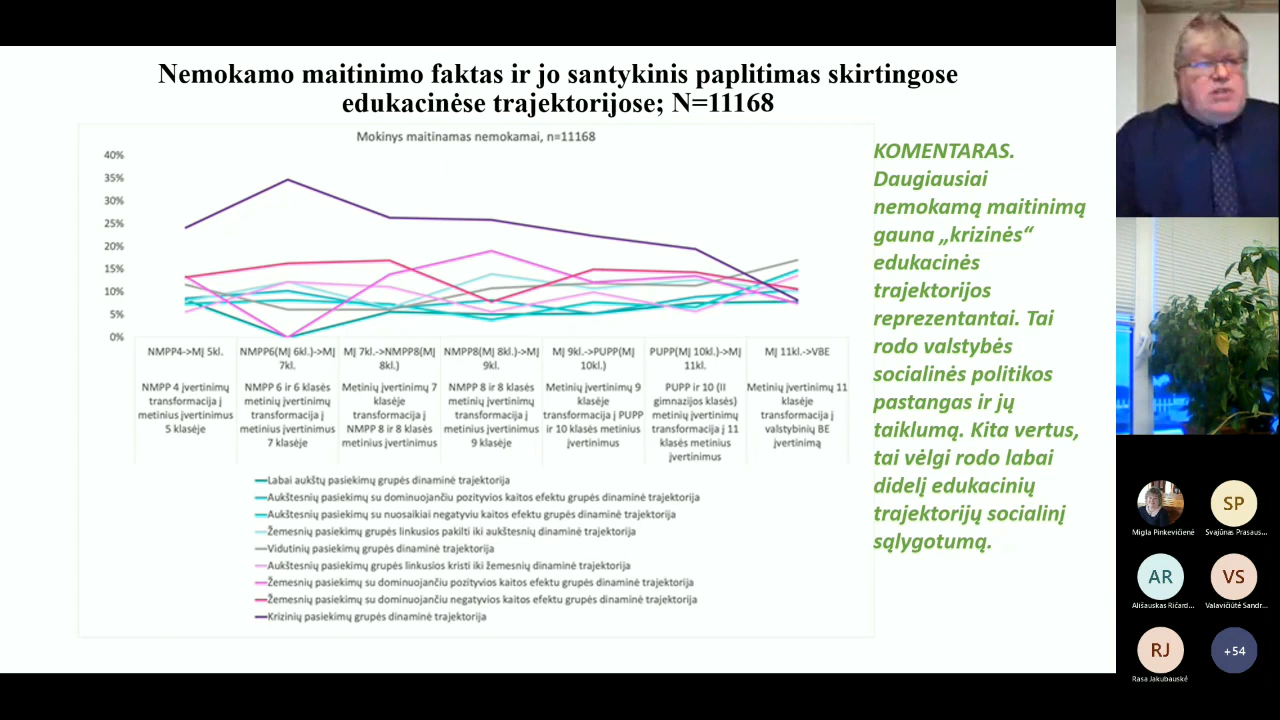 Nemokamo maitinimo faktas ir jo santykinis paplitimas skirtingose
edukacinėse trajektorijose; N=11168
Mokinys maitinamas nemokamai, n=11168
40%
35%
30%
25%
20%
15%
10%
5%
0%
NMPP4->MJ 5kl.
NMPP6(MJ 6kl.)->MJ
7kl.
MJ 7kl.->NMPP8(MJ
8kl.)
NMPP8(MJ 8kl.)->MJ
9kl.
MJ 9kl.->PUPP(MJ
10kl.)
PUPP(MJ 10kl.)->MJ
11kl.
MJ 11kl.->VBE
NMPP 4 įvertinimų
transformacija į
metinius įvertinimus
5 klasėje
NMPP 6 ir 6 klasės
metinių įvertinimų
transformacija į
metinius įvertinimus
7 klasėje
Metinių įvertinimų 7
klasėje
transformacija į
NMPP 8 ir 8 klasės
metinius įvertinimus
NMPP 8 ir 8 klasės
metinių įvertinimų
transformacija į
metinius įvertinimus
9 klasėje
Metinių įvertinimų 9
klasėje
transformacija į PUPP
ir 10 klasės metinius
įvertinimus
PUPP ir 10 (II
gimnazijos klasės)
metinių įvertinimų
transformacija į 11
klasės metinius
įvertinimus
Metinių įvertinimų 11
klasėje
transformacija į
valstybinių BE
įvertinimą
Labai aukštų pasiekimų grupės dinaminė trajektorija
Aukštesnių pasiekimų su dominuojančiu pozityvios kaitos efektu grupės dinaminė trajektorija
Aukštesnių pasiekimų su nuosaikiai negatyviu kaitos efektu grupės dinaminė trajektorija
Žemesnių pasiekimų grupės linkusios pakilti iki aukštesnių dinaminė trajektorija
Vidutinių pasiekimų grupės dinaminė trajektorija
Aukštesnių pasiekimų grupės linkusios kristi iki žemesnių dinaminė trajektorija
Žemesnių pasiekimų su dominuojančiu pozityvios kaitos efektu grupės dinaminė trajektorija
Žemesnių pasiekimų su dominuojančiu negatyvios kaitos efektu grupės dinaminė trajektorija
Krizinių pasiekimų grupės dinaminė trajektorija
KOMENTARAS.
Daugiausiai
nemokamą maitinimą
gauna „krizinės“
edukacinės
trajektorijos
reprezentantai. Tai
rodo valstybės
socialinės politikos
pastangas ir jų
taiklumą. Kita vertus,
tai vėlgi rodo labai
didelį edukacinių
trajektorijų socialinį
sąlygotumą.
Migla Pinkevičienė
SP
Svajūnas Prasaus...
AR
Ališauskas Ričard...
VS
Valavičiūtė Sandr...
RJ
Rasa Jakubauskė
+54